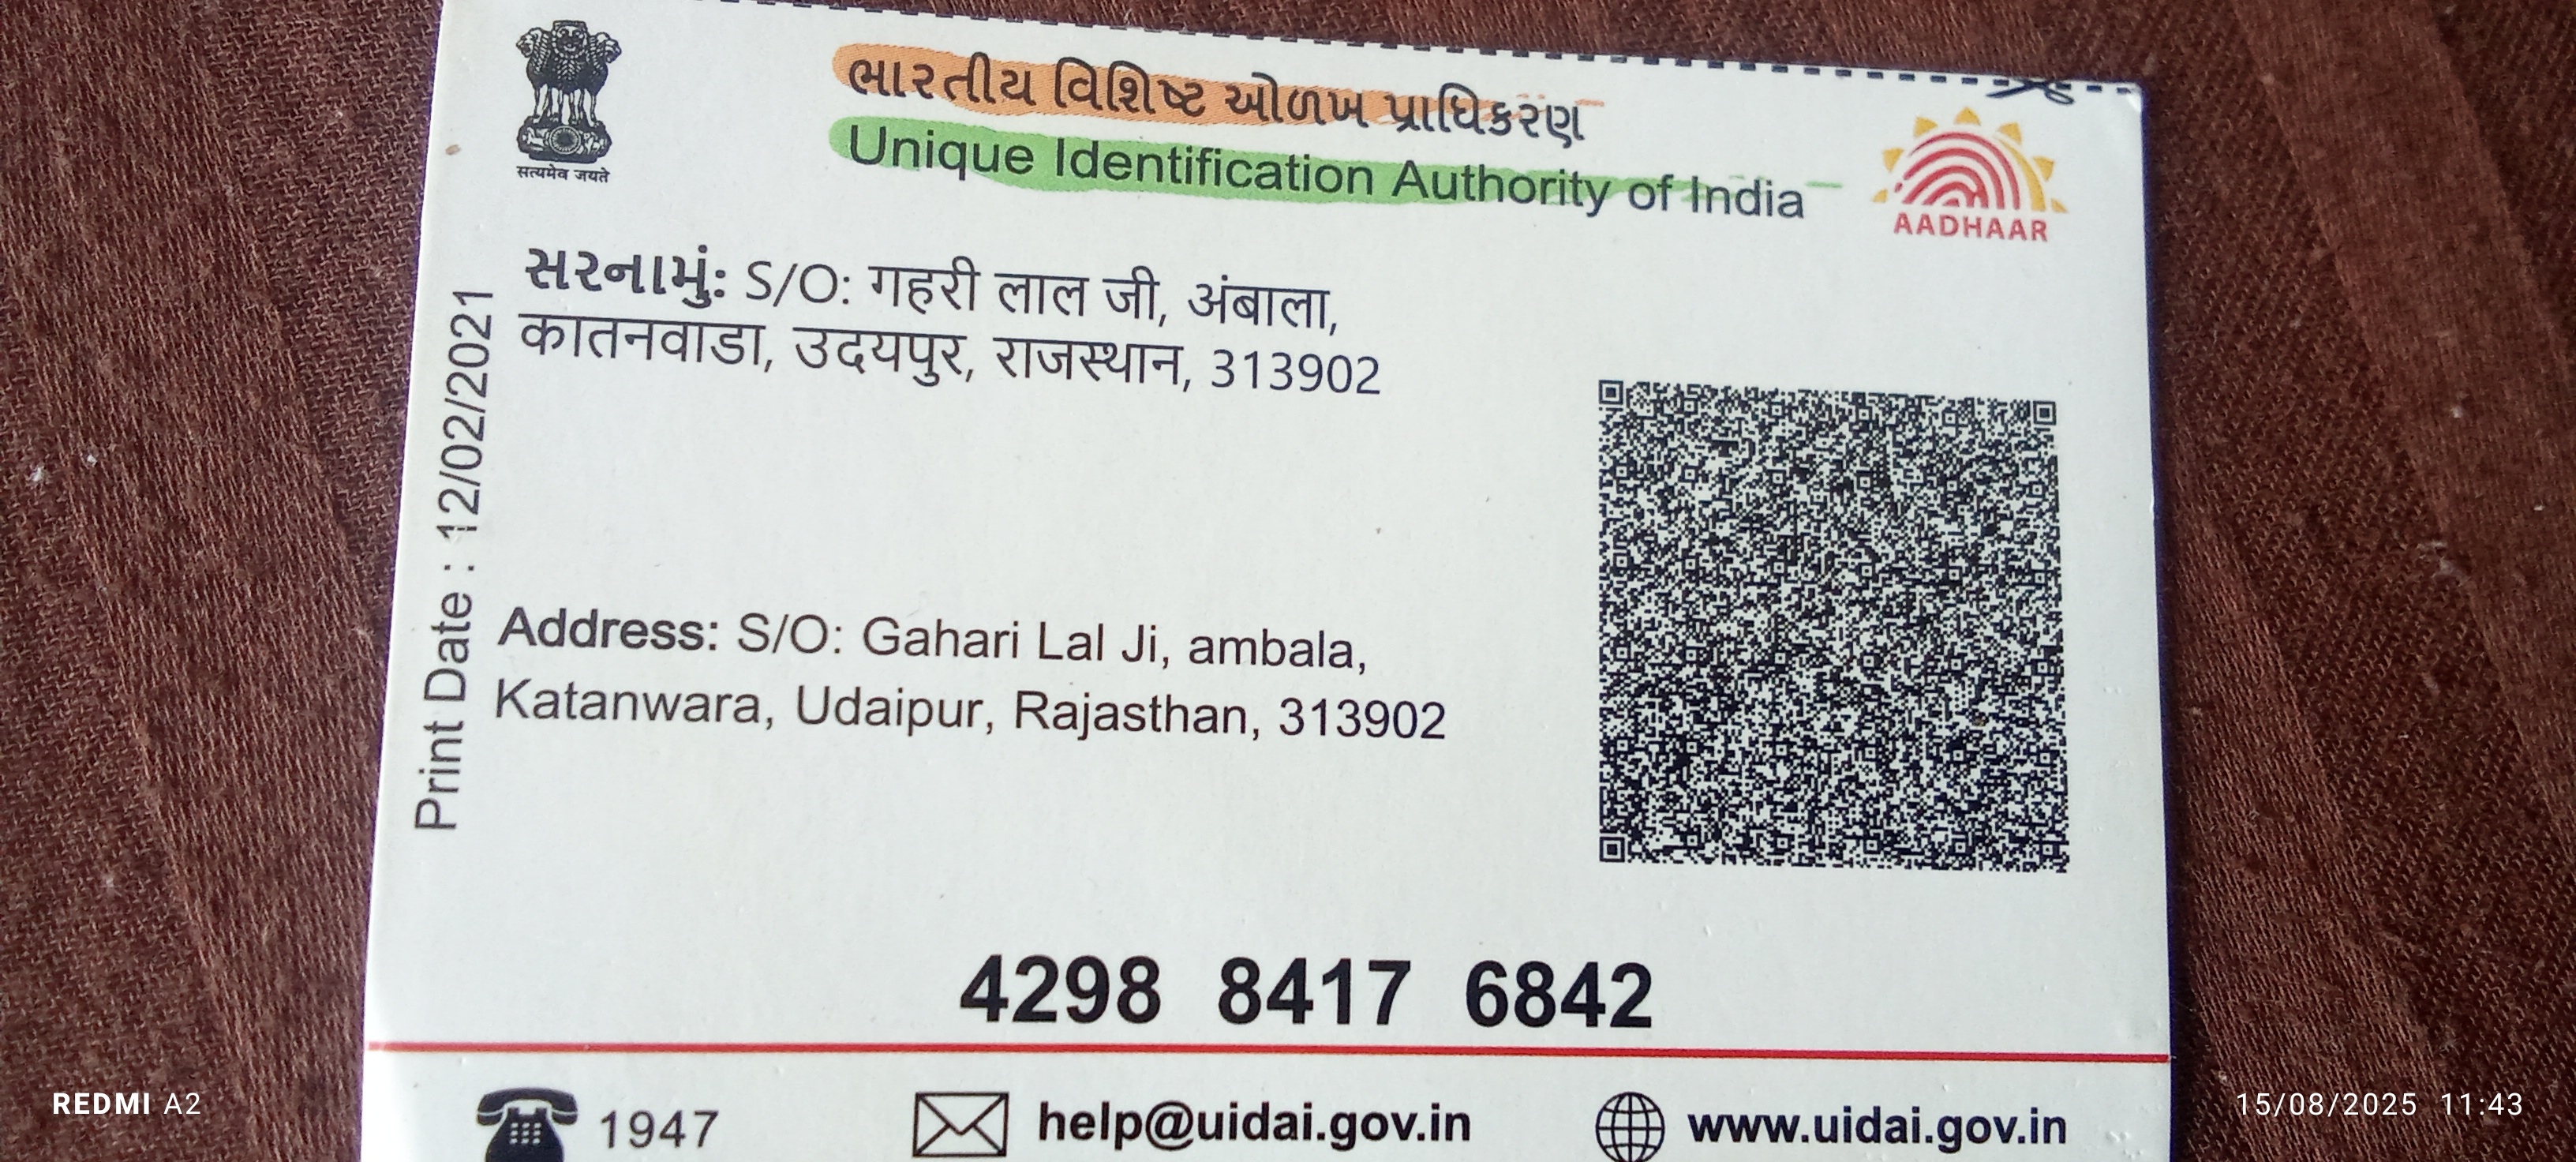 सत्यमेव जयते
ભારતીય વિશિષ્ટ ઓળખ પ્રાધિકરણ
Unique Identification Authority of India
AADHAAR
સરનામું: S/O: गहरी लाल जी, अंबाला,
कातनवाडा, उदयपुर, राजस्थान, 313902
Print Date : 12/02/2021
Address: S/O: Gahari Lal Ji, ambala,
Katanwara, Udaipur, Rajasthan, 313902
4298 8417 6842
1947
help@uidai.gov.in
www.uidai.gov.in
REDMI A2
15/08/2025 11:43